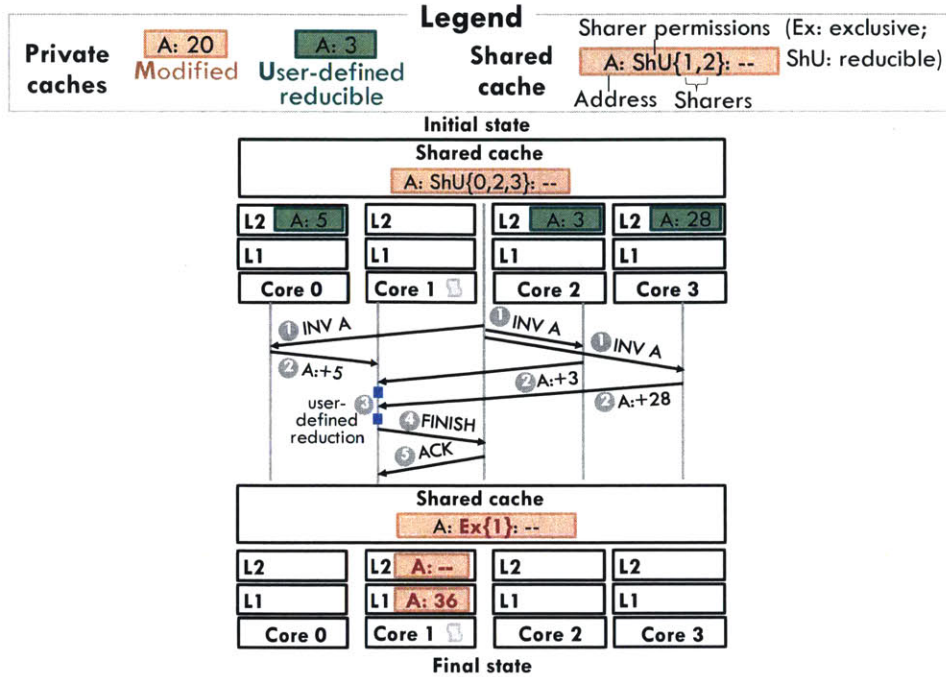 Legend
Private caches
A: 20
Modified
A: 3
User-defined reducible
Shared cache
Sharer permissions (Ex: exclusive;
ShU: reducible)
A: ShU{1,2}: --
Address
Sharers
Initial state
Shared cache
A: ShU{0,2,3}: --
L2 A: 5
L2
L2 A: 3
L2 A: 28
L1
L1
L1
L1
Core 0
Core 1
Core 2
Core 3
1 INV A
1 INV A
1 INV A
2 A:+5
2 A:+3
2 A:+28
3
user-
defined
reduction
4 FINISH
5 ACK
Shared cache
A: Ex{1}: --
L2
L2 A: --
L2
L2
L1
L1 A: 36
L1
L1
Core 0
Core 1
Core 2
Core 3
Final state